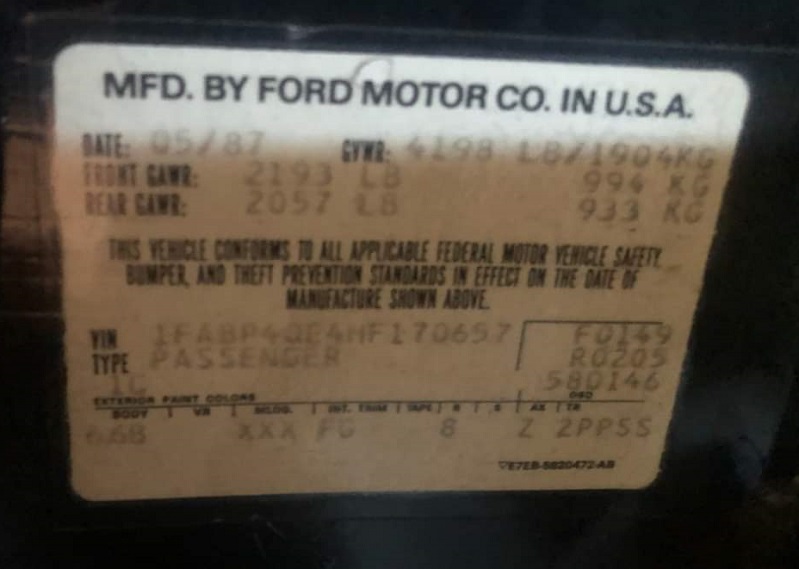 MFD. BY FORD MOTOR CO. IN U.S.A.
DATE: 05/87 GVWR: 4198 LB/1904KG
FRONT GAWR: 2193 LB 994 KG
REAR GAWR: 2057 LB 933 KG
THIS VEHICLE CONFORMS TO ALL APPLICABLE FEDERAL MOTOR VEHICLE SAFETY
BUMPER, AND THEFT PREVENTION STANDARDS IN EFFECT ON THE DATE OF
MANUFACTURE SHOWN ABOVE.
VIN 1FABP40E4HF170697 F0149
TYPE PASSENGER R0205
1C 580146
EXTERIOR PAINT COLORS DSO
BODY VR MLDG. INT. TRIM TAPE R S AX TR
66B XXX FG 8 Z 2PPSS
E7EB-5820472-AB